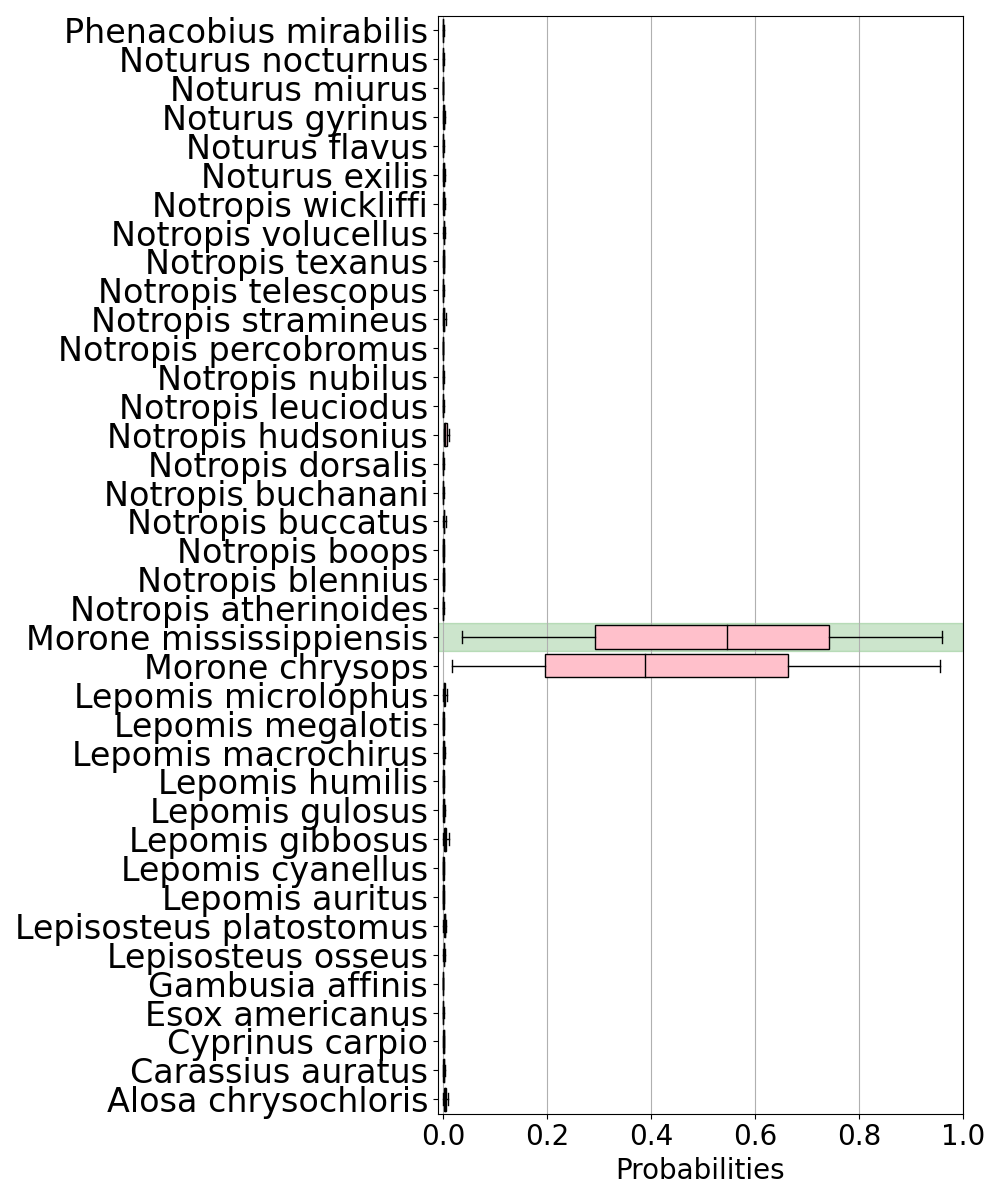 Phenacobius mirabilis
Noturus nocturnus
Noturus miurus
Noturus gyrinus
Noturus flavus
Noturus exilis
Notropis wickliffi
Notropis volucellus
Notropis texanus
Notropis telescopus
Notropis stramineus
Notropis percobromus
Notropis nubilus
Notropis leuciodus
Notropis hudsonius
Notropis dorsalis
Notropis buchanani
Notropis buccatus
Notropis boops
Notropis blennius
Notropis atherinoides
Morone mississippiensis
Morone chrysops
Lepomis microlophus
Lepomis megalotis
Lepomis macrochirus
Lepomis humilis
Lepomis gulosus
Lepomis gibbosus
Lepomis cyanellus
Lepomis auritus
Lepisosteus platostomus
Lepisosteus osseus
Gambusia affinis
Esox americanus
Cyprinus carpio
Carassius auratus
Alosa chrysochloris
0.0 0.2 0.4 0.6 0.8 1.0
Probabilities